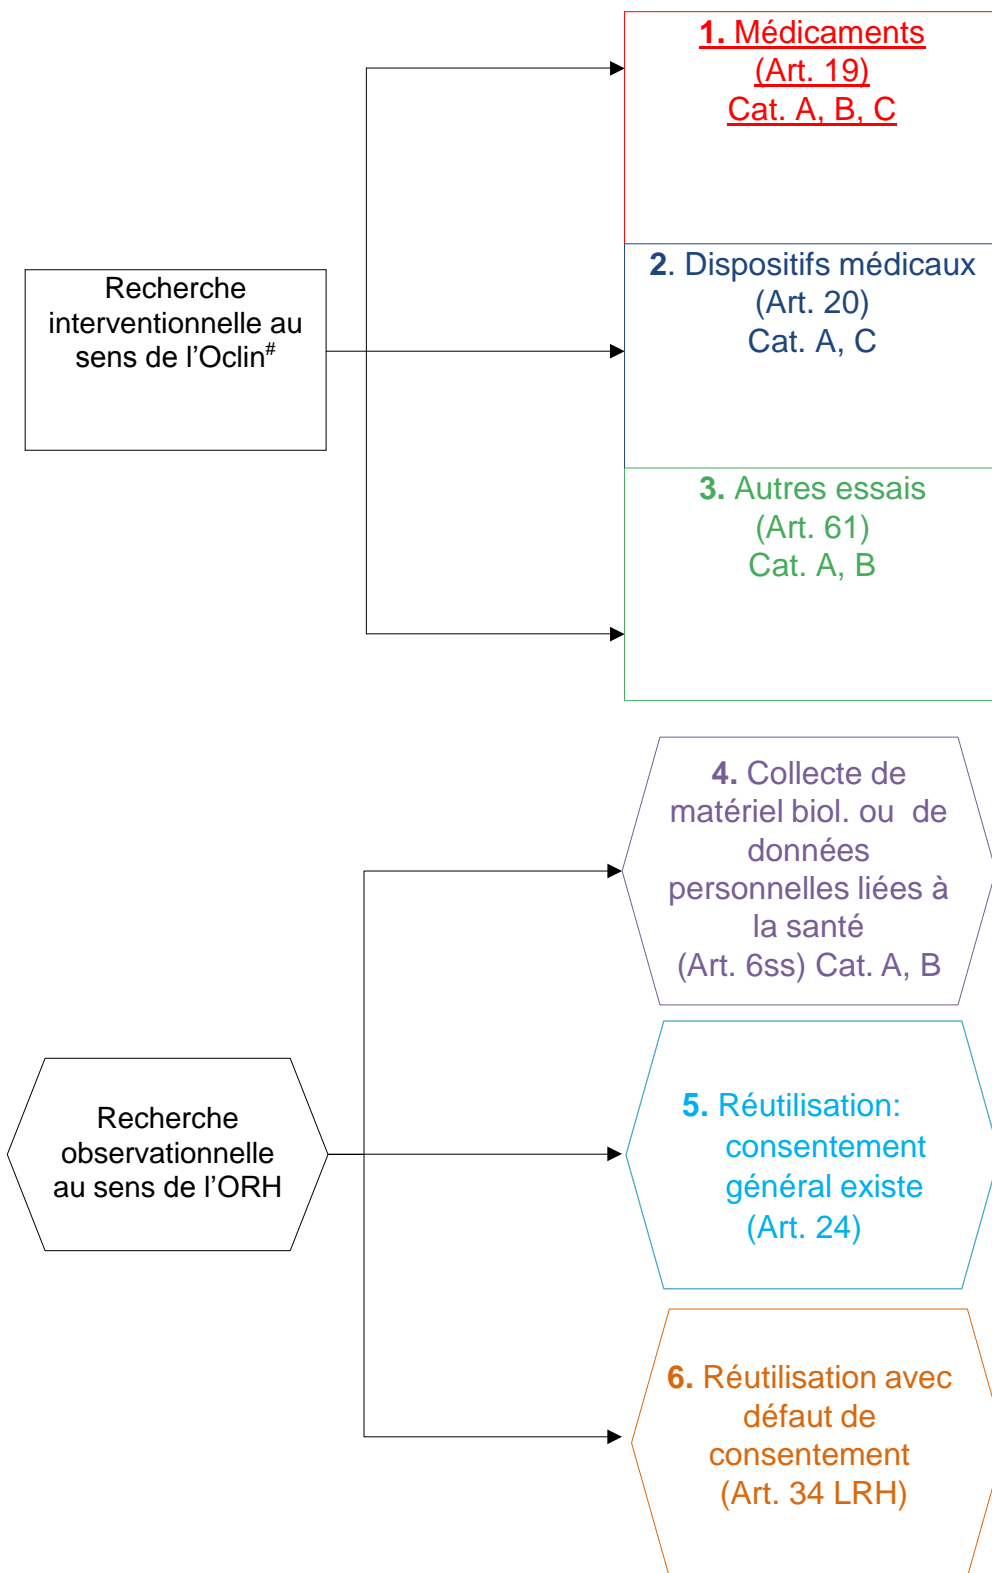 1. Médicaments
(Art. 19)
Cat. A, B, C
Recherche
interventionnelle au
sens de l'Oclin#
2. Dispositifs médicaux
(Art. 20)
Cat. A, C
3. Autres essais
(Art. 61)
Cat. A, B
4. Collecte de
matériel biol. ou de
données
personnelles liées à
la santé
(Art. 6ss) Cat. A, B
Recherche
observationnelle
au sens de l'ORH
5. Réutilisation:
consentement
général existe
(Art. 24)
6. Réutilisation avec
défaut de
consentement
(Art. 34 LRH)